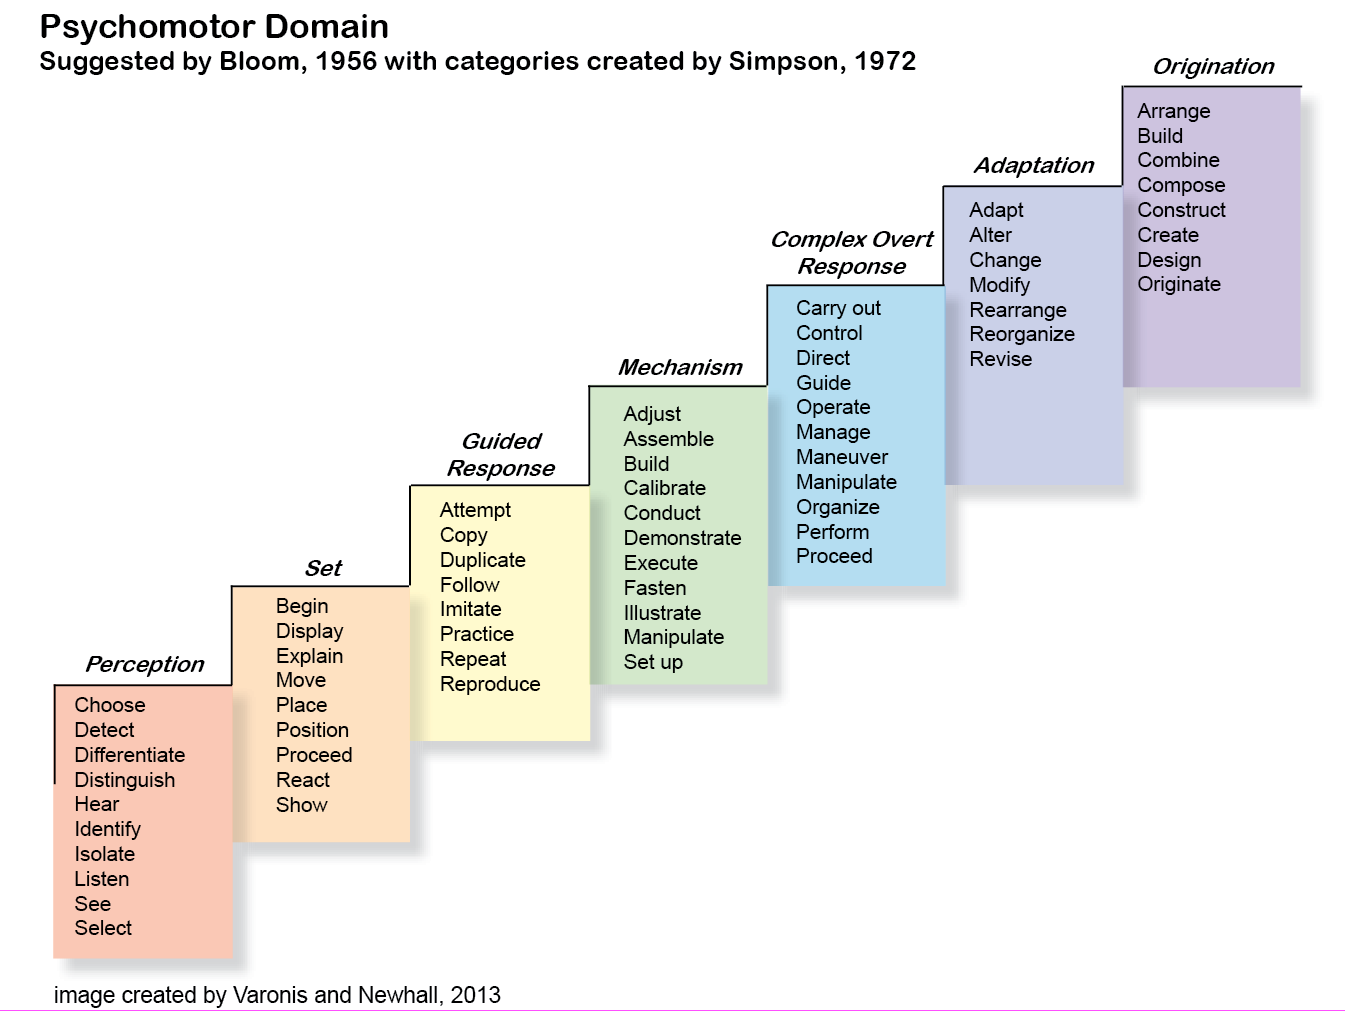 Psychomotor Domain
Suggested by Bloom, 1956 with categories created by Simpson, 1972
Perception
Choose
Detect
Differentiate
Distinguish
Hear
Identify
Isolate
Listen
See
Select
Set
Begin
Display
Explain
Move
Place
Position
Proceed
React
Show
Guided
Response
Attempt
Copy
Duplicate
Follow
Imitate
Practice
Repeat
Reproduce
Mechanism
Adjust
Assemble
Build
Calibrate
Conduct
Demonstrate
Execute
Fasten
Illustrate
Manipulate
Set up
Complex Overt
Response
Carry out
Control
Direct
Guide
Operate
Manage
Maneuver
Manipulate
Organize
Perform
Proceed
Adaptation
Adapt
Alter
Change
Modify
Rearrange
Reorganize
Revise
Origination
Arrange
Build
Combine
Compose
Construct
Create
Design
Originate
image created by Varonis and Newhall, 2013